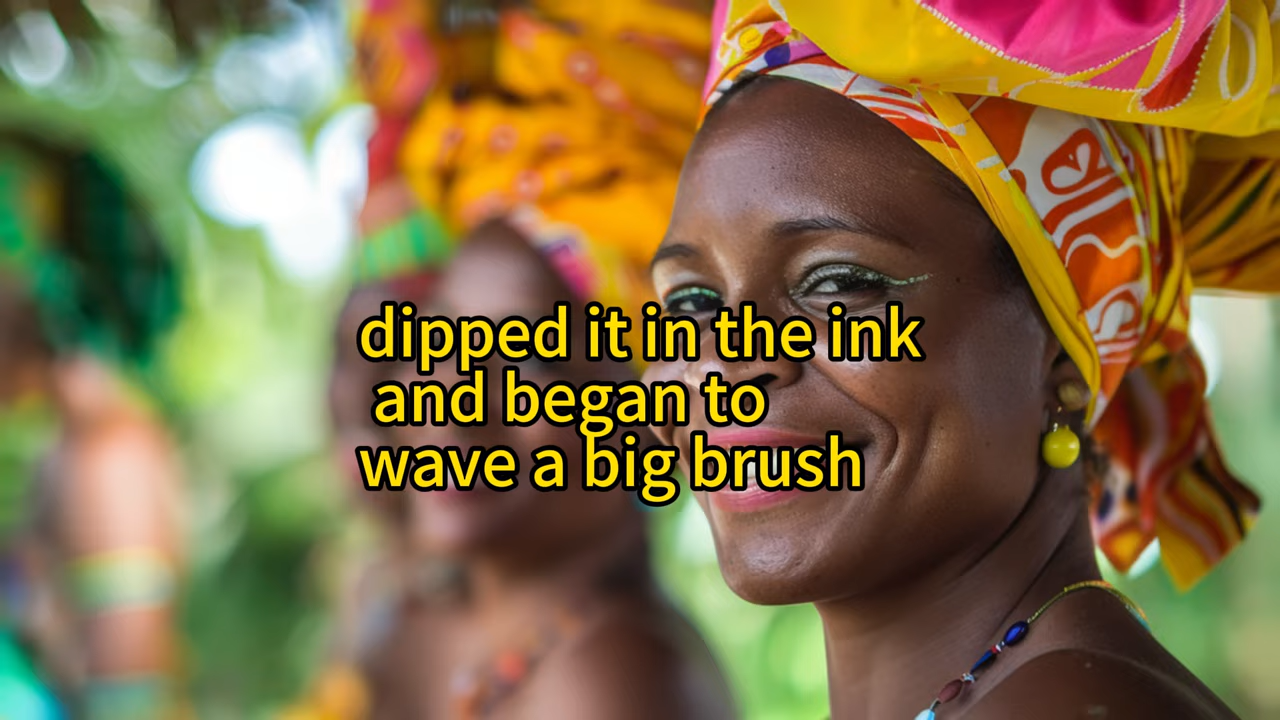 dipped it in the ink
and began to
wave a big brush